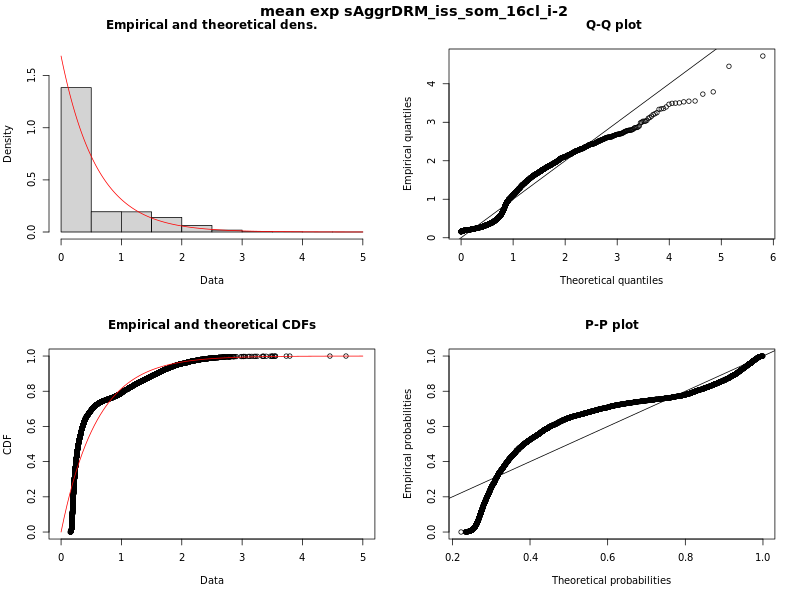 mean exp sAggrDRM_iss_som_16cl_i-2
Empirical and theoretical dens.
Density
0.0 0.5 1.0 1.5
0 1 2 3 4 5
Data
Q-Q plot
Empirical quantiles
0 1 2 3 4
0 1 2 3 4 5 6
Theoretical quantiles
Empirical and theoretical CDFs
CDF
0.0 0.2 0.4 0.6 0.8 1.0
0 1 2 3 4 5
Data
P-P plot
Empirical probabilities
0.0 0.2 0.4 0.6 0.8 1.0
0.2 0.4 0.6 0.8 1.0
Theoretical probabilities